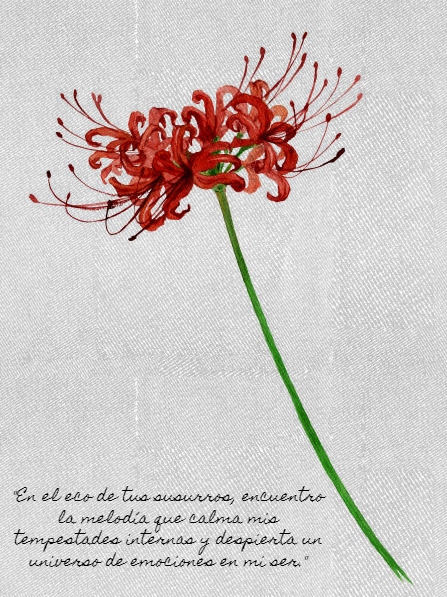 "En el eco de tus susurros, encuentro
la melodía que calma mis
tempestades internas y despierta un
universo de emociones en mi ser."